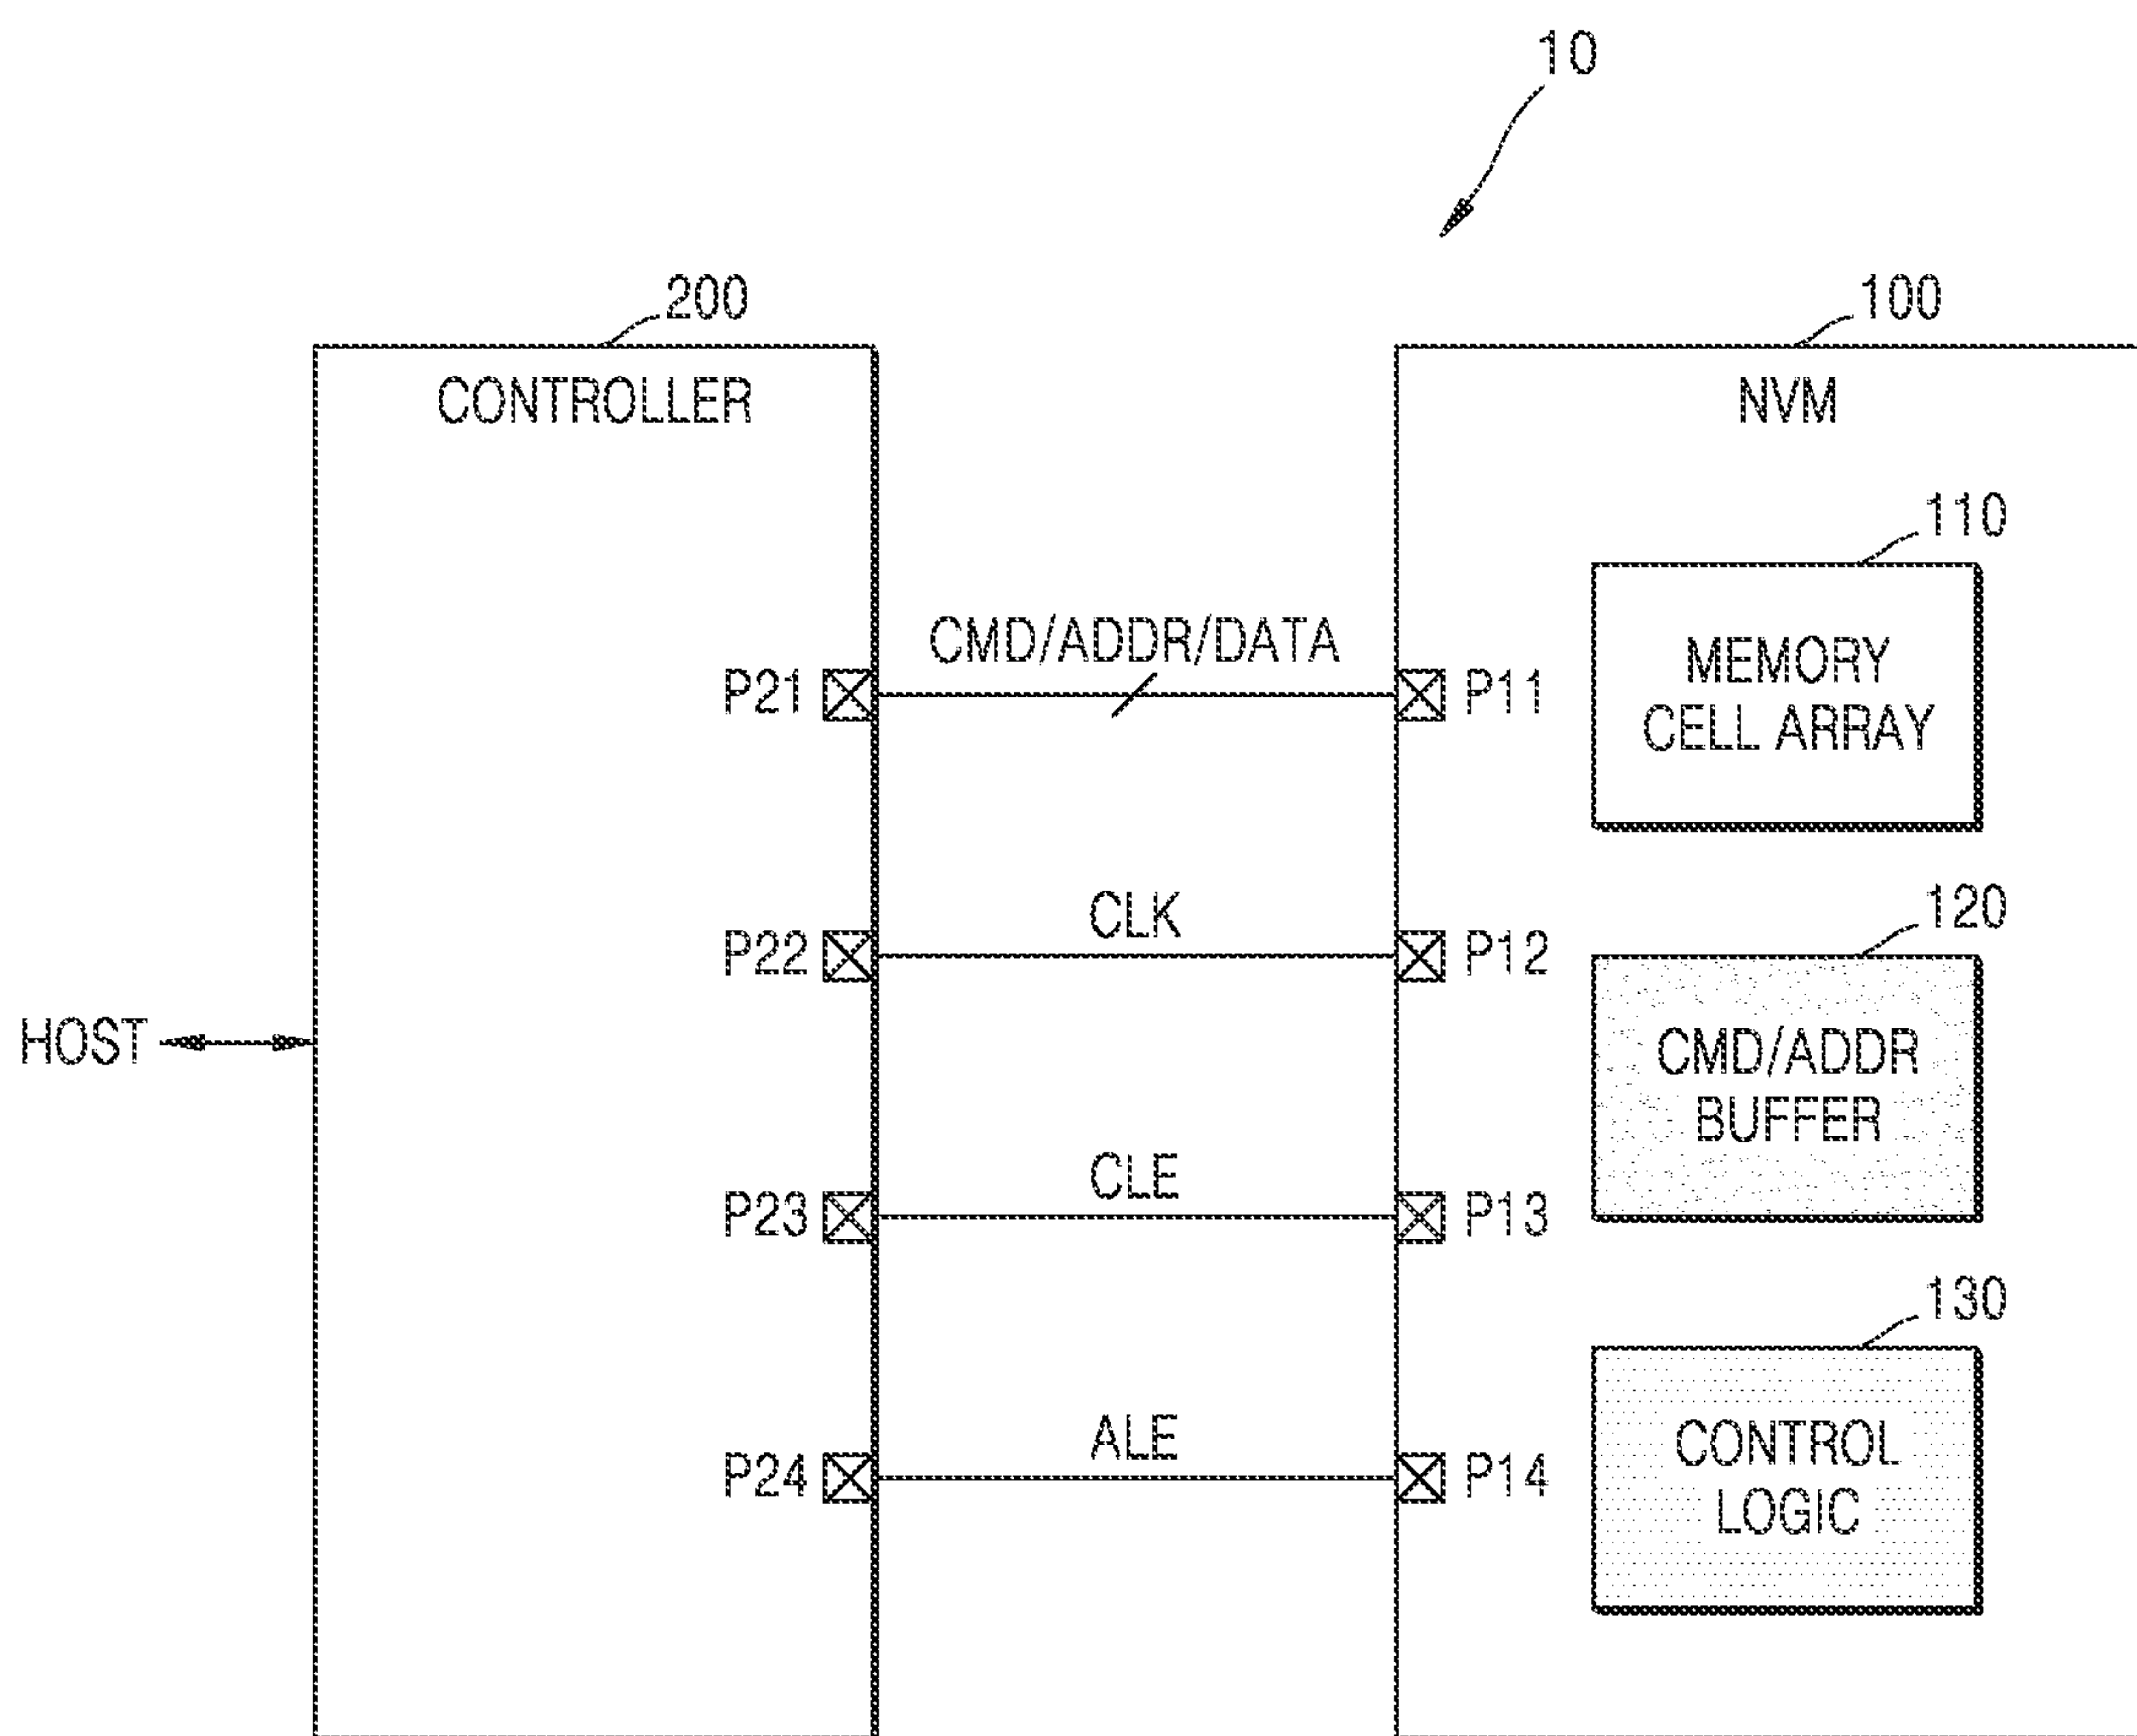 10
200
100
CONTROLLER
NVM
110
CMD/ADDR/DATA
MEMORY
CELL ARRAY
P21
P11
120
CLK
P22
P12
HOST
CMD/ADDR
BUFFER
CLE
P23
P13
130
ALE
CONTROL
LOGIC
P24
P14